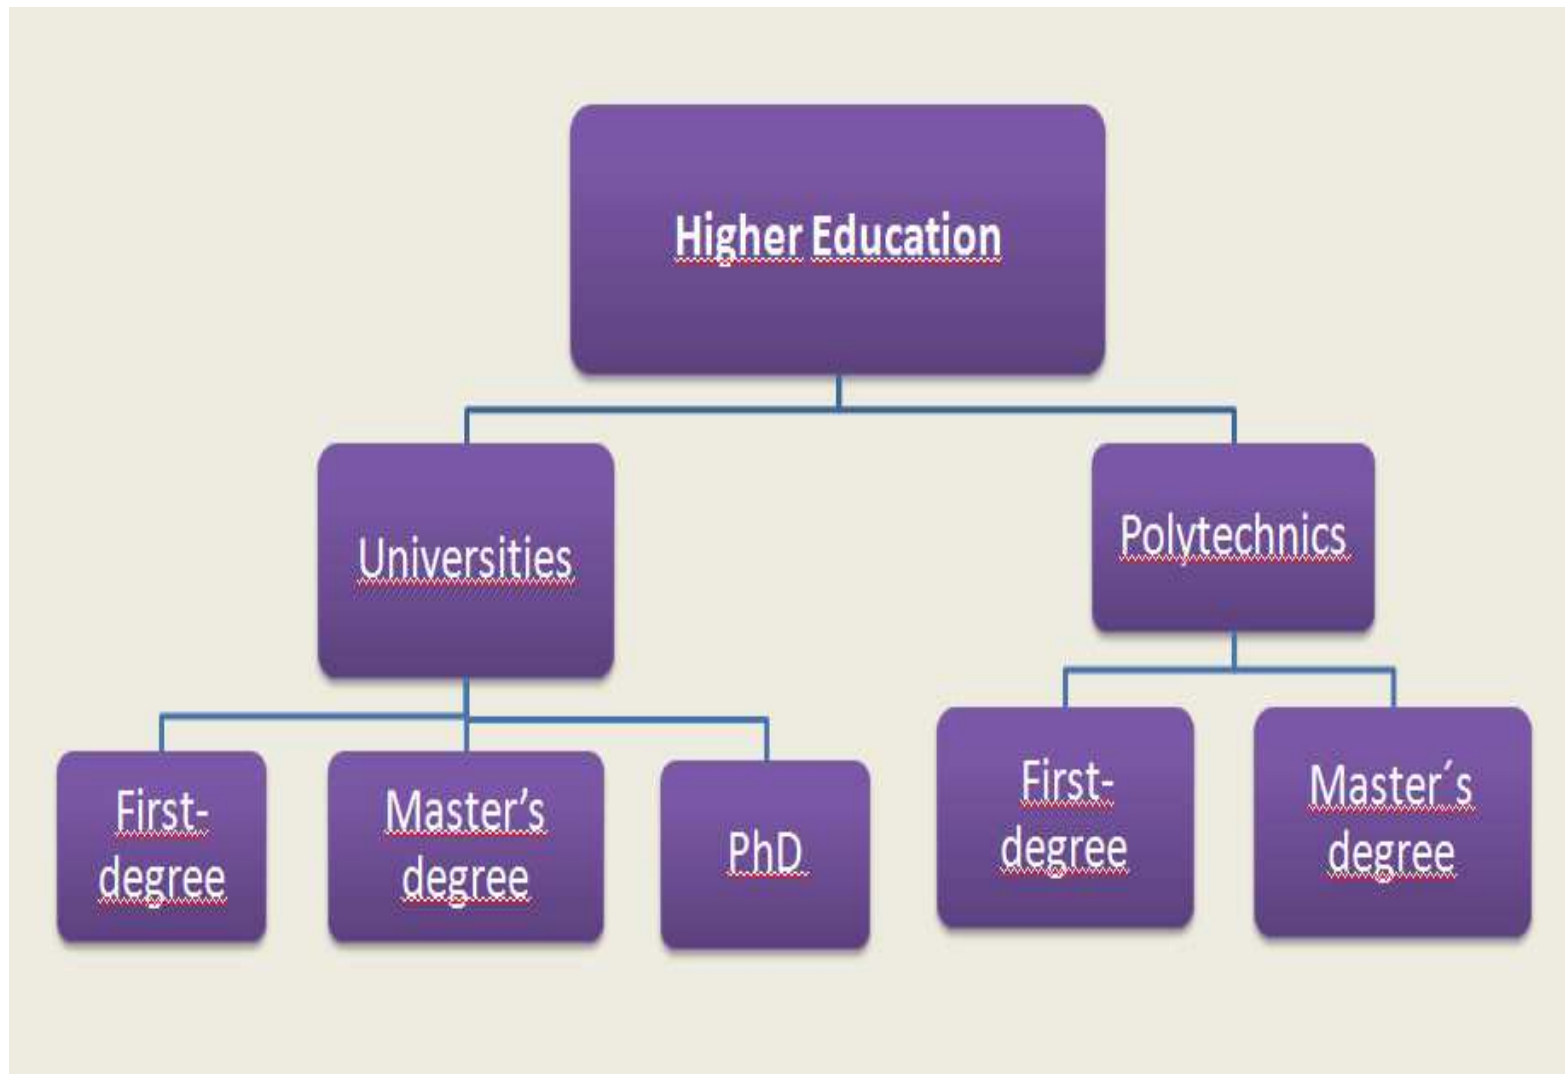 Higher Education
Universities
Polytechnics
First-
degree
Master’s
degree
PhD
First-
degree
Master´s
degree